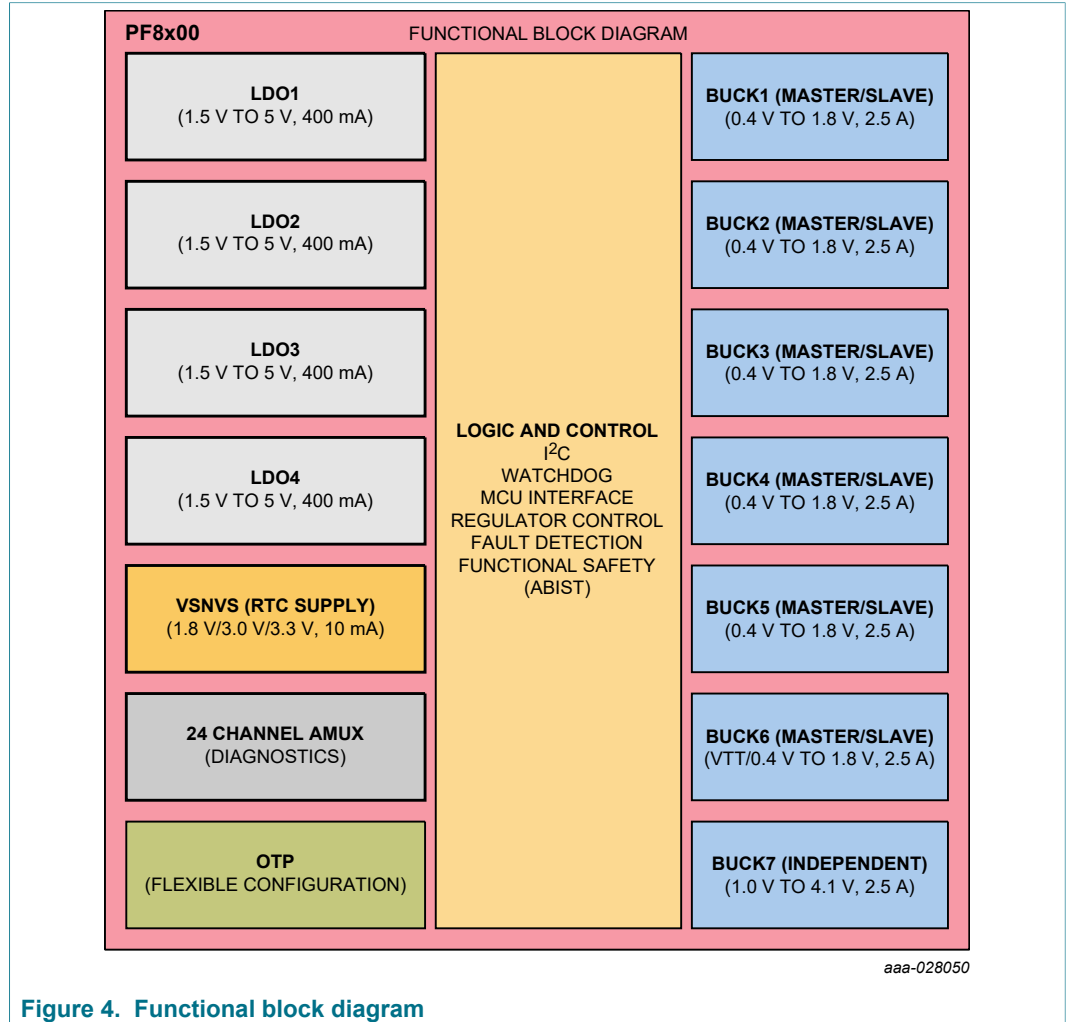 PF8x00
FUNCTIONAL BLOCK DIAGRAM
LDO1
(1.5 V TO 5 V, 400 mA)
LDO2
(1.5 V TO 5 V, 400 mA)
LDO3
(1.5 V TO 5 V, 400 mA)
LDO4
(1.5 V TO 5 V, 400 mA)
VSNVS (RTC SUPPLY)
(1.8 V/3.0 V/3.3 V, 10 mA)
24 CHANNEL AMUX
(DIAGNOSTICS)
OTP
(FLEXIBLE CONFIGURATION)
LOGIC AND CONTROL
I2C
WATCHDOG
MCU INTERFACE
REGULATOR CONTROL
FAULT DETECTION
FUNCTIONAL SAFETY
(ABIST)
BUCK1 (MASTER/SLAVE)
(0.4 V TO 1.8 V, 2.5 A)
BUCK2 (MASTER/SLAVE)
(0.4 V TO 1.8 V, 2.5 A)
BUCK3 (MASTER/SLAVE)
(0.4 V TO 1.8 V, 2.5 A)
BUCK4 (MASTER/SLAVE)
(0.4 V TO 1.8 V, 2.5 A)
BUCK5 (MASTER/SLAVE)
(0.4 V TO 1.8 V, 2.5 A)
BUCK6 (MASTER/SLAVE)
(VTT/0.4 V TO 1.8 V, 2.5 A)
BUCK7 (INDEPENDENT)
(1.0 V TO 4.1 V, 2.5 A)
aaa-028050
Figure 4. Functional block diagram